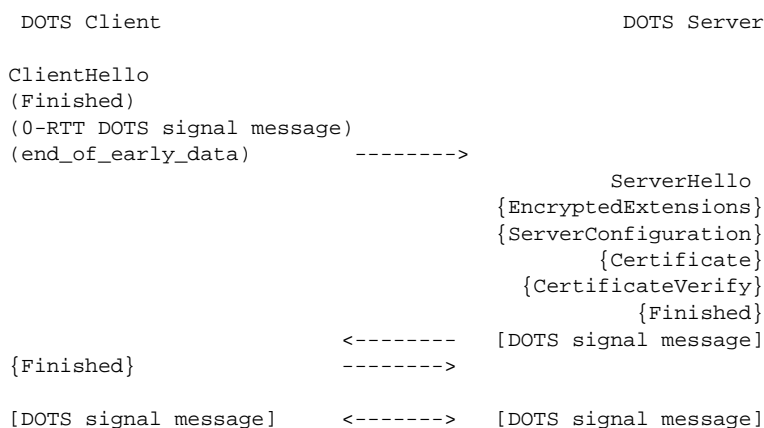 DOTS Client                                        DOTS Server
ClientHello
(Finished)
(0-RTT DOTS signal message)
(end_of_early_data)        -------->
ServerHello
{EncryptedExtensions}
{ServerConfiguration}
{Certificate}
{CertificateVerify}
{Finished}
<--------   [DOTS signal message]
{Finished}                -------->
[DOTS signal message]     <------->   [DOTS signal message]